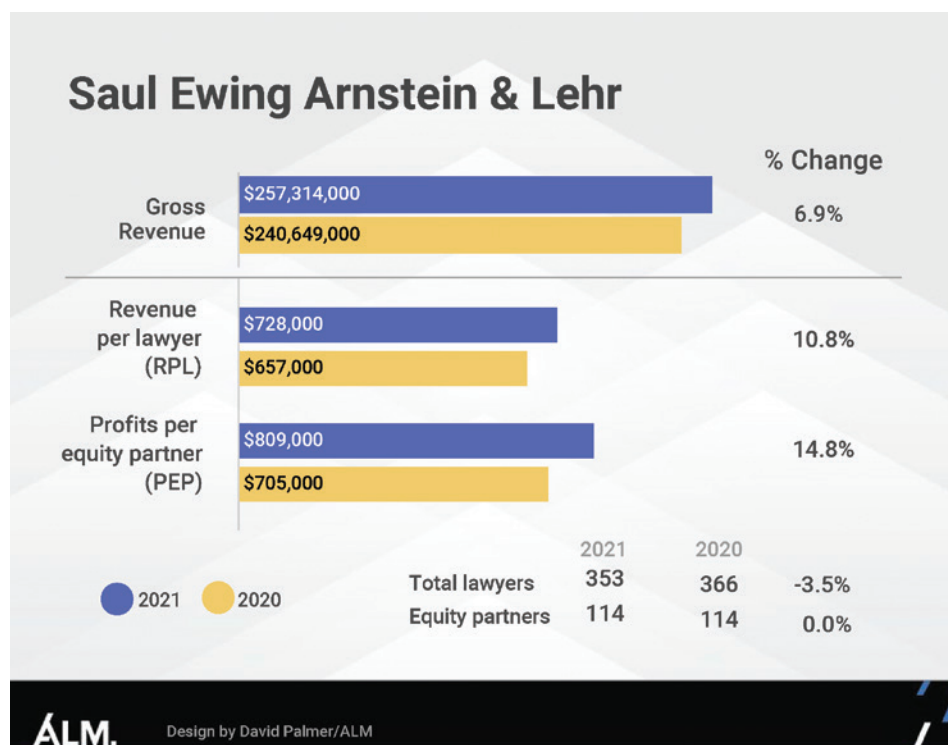 Saul Ewing Arnstein & Lehr
% Change
Gross
Revenue
$257,314,000
$240,649,000
6.9%
Revenue
per lawyer
(RPL)
$728,000
$657,000
10.8%
Profits per
equity partner
(PEP)
$809,000
$705,000
14.8%
2021 2020
Total lawyers 353 366 -3.5%
Equity partners 114 114 0.0%
2021 2020
ALM. Design by David Palmer/ALM